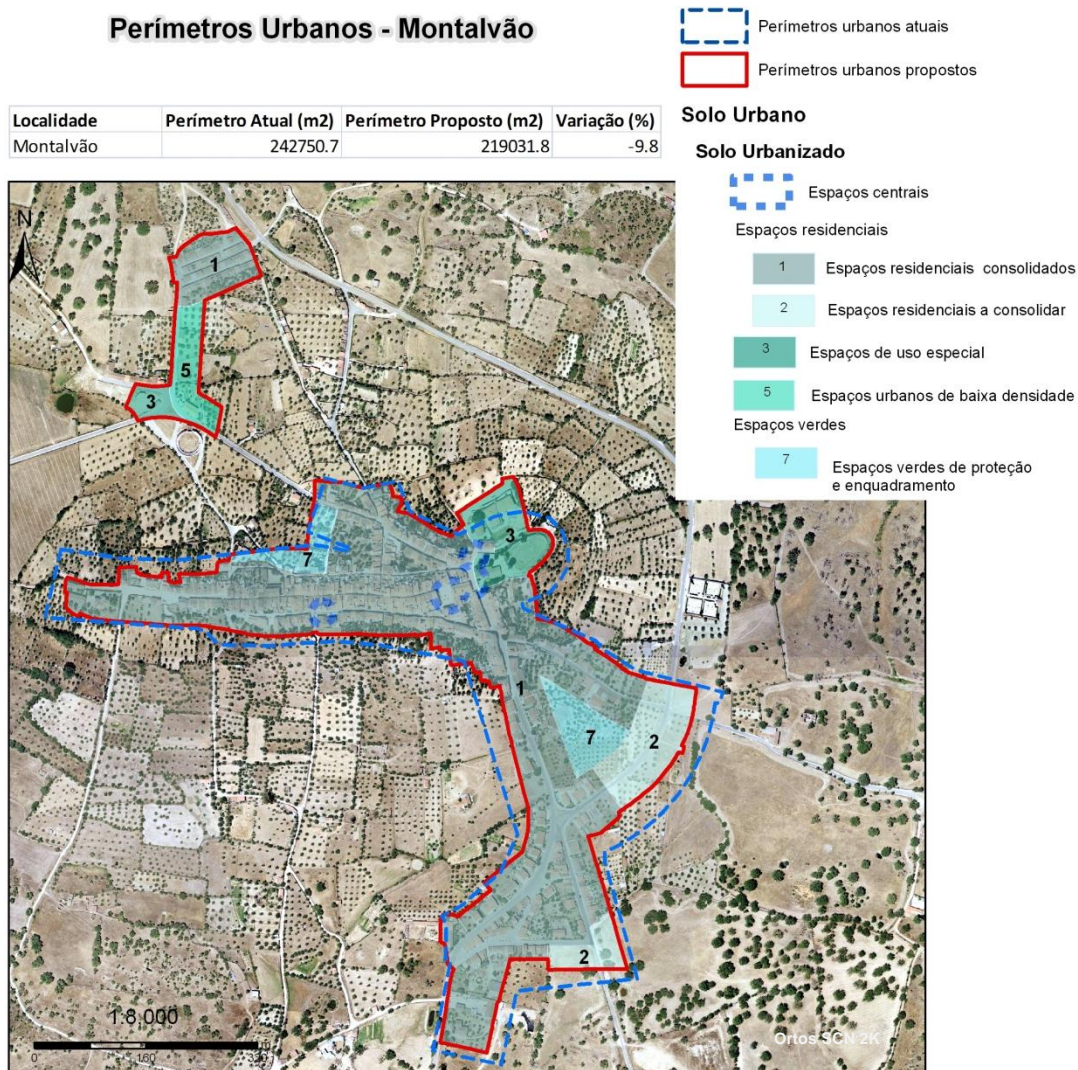 Perímetros Urbanos - Montalvão
Perímetros urbanos atuais
Perímetros urbanos propostos
Localidade Perímetro Atual (m2) Perímetro Proposto (m2) Variação (%)
Montalvão 242750.7 219031.8 -9.8
Solo Urbano
Solo Urbanizado
Espaços centrais
Espaços residenciais
1 Espaços residenciais consolidados
2 Espaços residenciais a consolidar
3 Espaços de uso especial
5 Espaços urbanos de baixa densidade
Espaços verdes
7 Espaços verdes de proteção
e enquadramento
N
1
5
3
3
7
1
7
2
2
1:8.000
0 160 320
Ortos SCN 2K